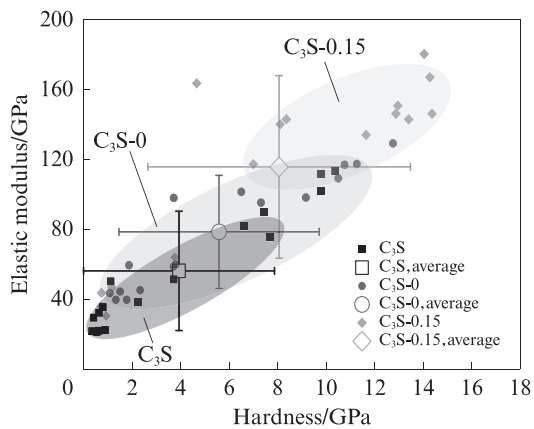 200
160
120
80
40
0
2
4
6
8
10
12
14
16
18
Elastic modulus/GPa
Hardness/GPa
C₃S-0.15
C₃S-0
C₃S
C₃S
C₃S,average
C₃S-0
C₃S-0,average
C₃S-0.15
C₃S-0.15,average